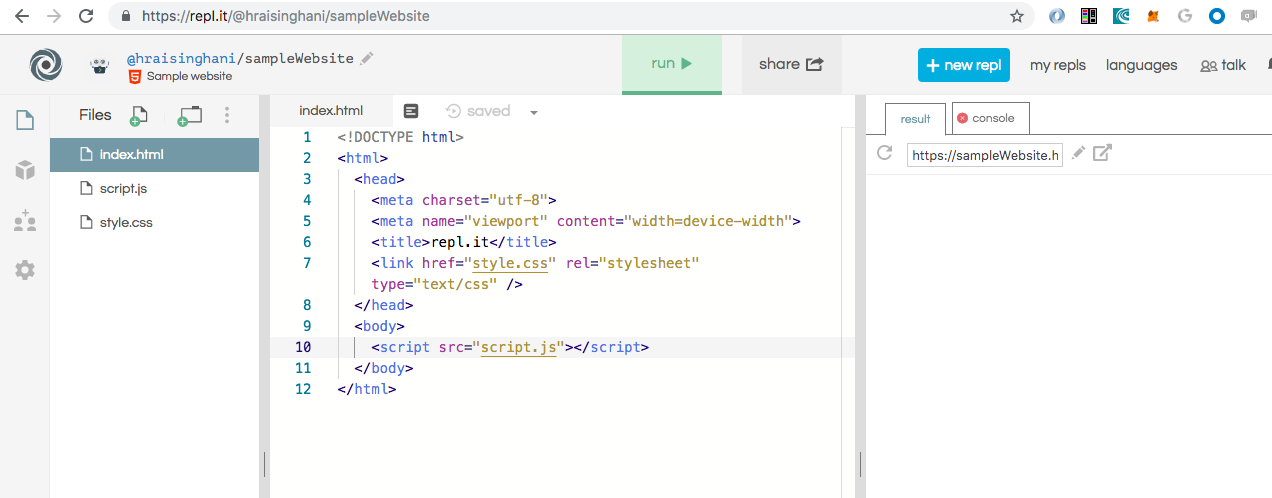 https://repl.it/@hraisinghani/sampleWebsite
@hraisinghani/sampleWebsite
Sample website
run
share
+ new repl
my repls
languages
talk
Files
index.html
script.js
style.css
index.html
saved
1 <!DOCTYPE html>
2 <html>
3 <head>
4 <meta charset="utf-8">
5 <meta name="viewport" content="width=device-width">
6 <title>repl.it</title>
7 <link href="style.css" rel="stylesheet"
type="text/css" />
8 </head>
9 <body>
10 <script src="script.js"></script>
11 </body>
12 </html>
result
console
https://sampleWebsite.h